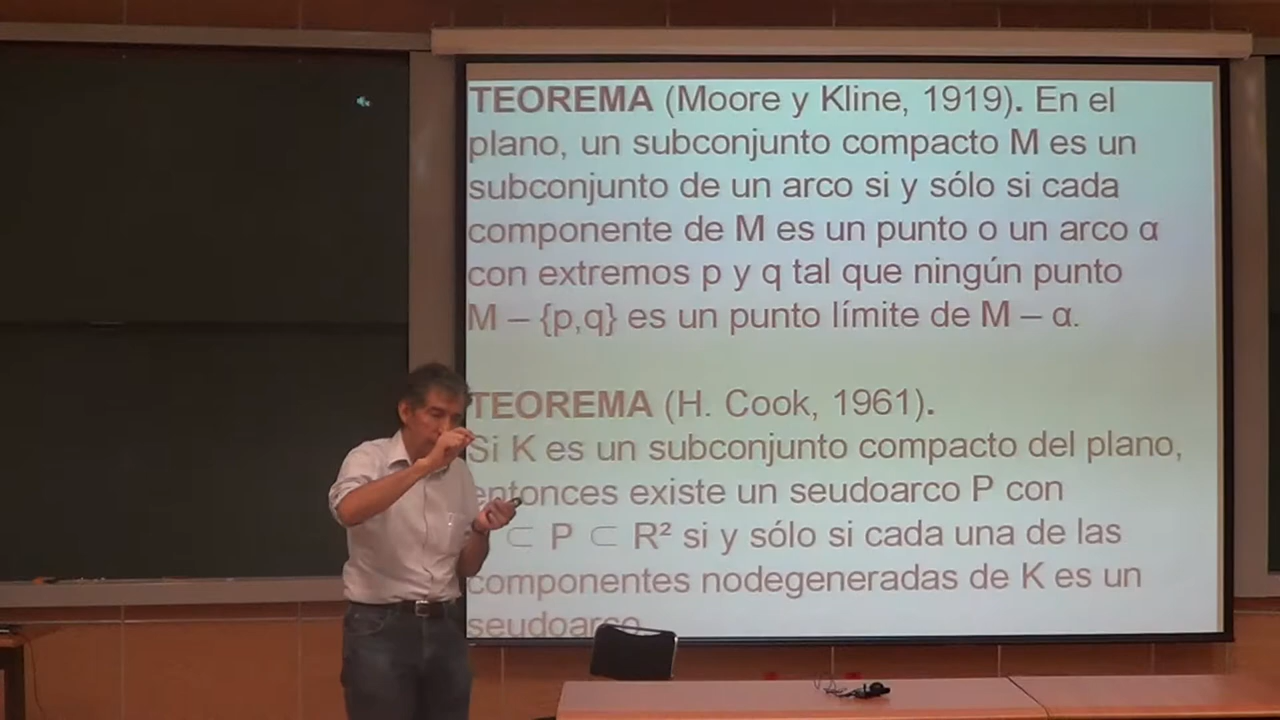 TEOREMA (Moore y Kline, 1919). En el
plano, un subconjunto compacto M es un
subconjunto de un arco si y sólo si cada
componente de M es un punto o un arco α
con extremos p y q tal que ningún punto
M – {p,q} es un punto límite de M – α.
TEOREMA (H. Cook, 1961).
Si K es un subconjunto compacto del plano,
entonces existe un seudoarco P con
⊂ P ⊂ R² si y sólo si cada una de las
componentes nodegeneradas de K es un
seudoarco